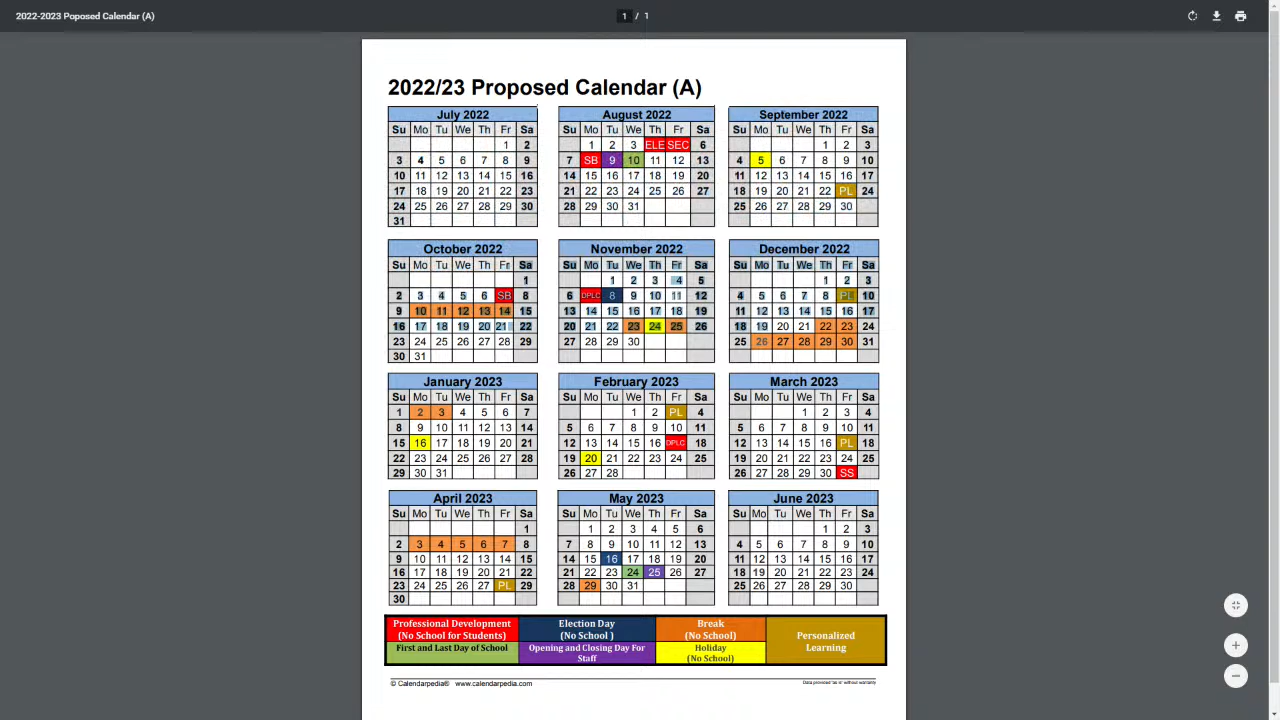 2022-2023 Poposed Calendar (A)
1 / 1
2022/23 Proposed Calendar (A)
July 2022 August 2022 September 2022
Su Mo Tu We Th Fr Sa Su Mo Tu We Th Fr Sa Su Mo Tu We Th Fr Sa
1 2 1 2 3 ELE SEC 6 1 2 3
3 4 5 6 7 8 9 7 SB 9 10 11 12 13 4 5 6 7 8 9 10
10 11 12 13 14 15 16 14 15 16 17 18 19 20 11 12 13 14 15 16 17
17 18 19 20 21 22 23 21 22 23 24 25 26 27 18 19 20 21 22 PL 24
24 25 26 27 28 29 30 28 29 30 31 25 26 27 28 29 30
31
October 2022 November 2022 December 2022
Su Mo Tu We Th Fr Sa Su Mo Tu We Th Fr Sa Su Mo Tu We Th Fr Sa
1 1 2 3 4 5 1 2 3
2 3 4 5 6 SB 8 6 DPLC 8 9 10 11 12 4 5 6 7 8 PL 10
9 10 11 12 13 14 15 13 14 15 16 17 18 19 11 12 13 14 15 16 17
16 17 18 19 20 21 22 20 21 22 23 24 25 26 18 19 20 21 22 23 24
23 24 25 26 27 28 29 27 28 29 30 25 26 27 28 29 30 31
30 31
January 2023 February 2023 March 2023
Su Mo Tu We Th Fr Sa Su Mo Tu We Th Fr Sa Su Mo Tu We Th Fr Sa
1 2 3 4 5 6 7 1 2 PL 4 1 2 3 4
8 9 10 11 12 13 14 5 6 7 8 9 10 11 5 6 7 8 9 10 11
15 16 17 18 19 20 21 12 13 14 15 16 DPLC 18 12 13 14 15 16 PL 18
22 23 24 25 26 27 28 19 20 21 22 23 24 25 19 20 21 22 23 24 25
29 30 31 26 27 28 26 27 28 29 30 SS
April 2023 May 2023 June 2023
Su Mo Tu We Th Fr Sa Su Mo Tu We Th Fr Sa Su Mo Tu We Th Fr Sa
1 1 2 3 4 5 6 1 2 3
2 3 4 5 6 7 8 7 8 9 10 11 12 13 4 5 6 7 8 9 10
9 10 11 12 13 14 15 14 15 16 17 18 19 20 11 12 13 14 15 16 17
16 17 18 19 20 21 22 21 22 23 24 25 26 27 18 19 20 21 22 23 24
23 24 25 26 27 PL 29 28 29 30 31 25 26 27 28 29 30
30
Professional Development
(No School for Students)
Election Day
(No School )
Break
(No School)
Personalized
Learning
First and Last Day of School
Opening and Closing Day For
Staff
Holiday
(No School)
© Calendarpedia® www.calendarpedia.com
Data provided 'as is' without warranty